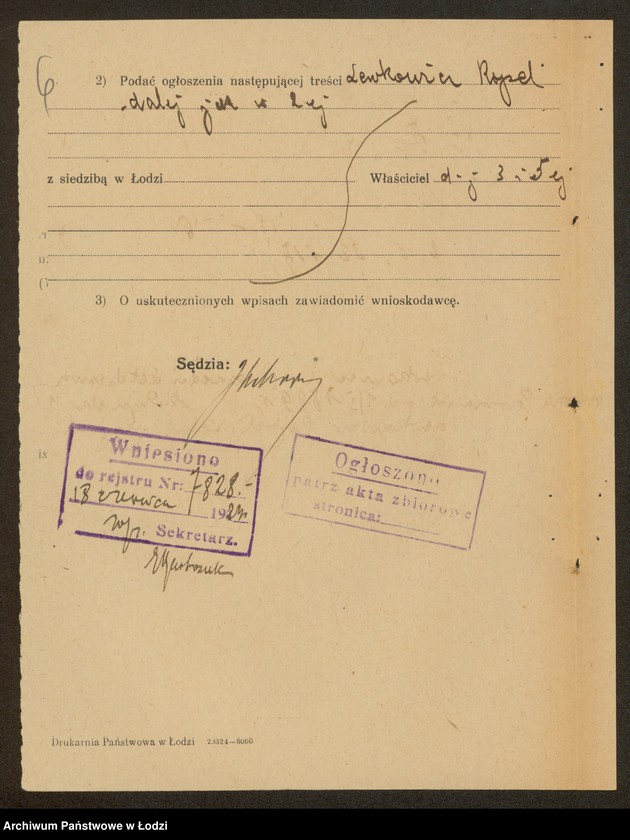 6
2) Podać ogłoszenia następującej treści Lewkowicz Kopel
dalej jak w 2-ej
z siedzibą w Łodzi Właściciel d-j 3 i 5 ej
3) O uskutecznionych wpisach zawiadomić wnioskodawcę.
Sędzia:
Wniesiono
do rejestru Nr: 7828.-
18 czerwca 1924
wz. Sekretarz.
Ogłoszono
patrz akta zbiorowe
stronica:
Drukarnia Państwowa w Łodzi 23324—6000
Archiwum Państwowe w Łodzi